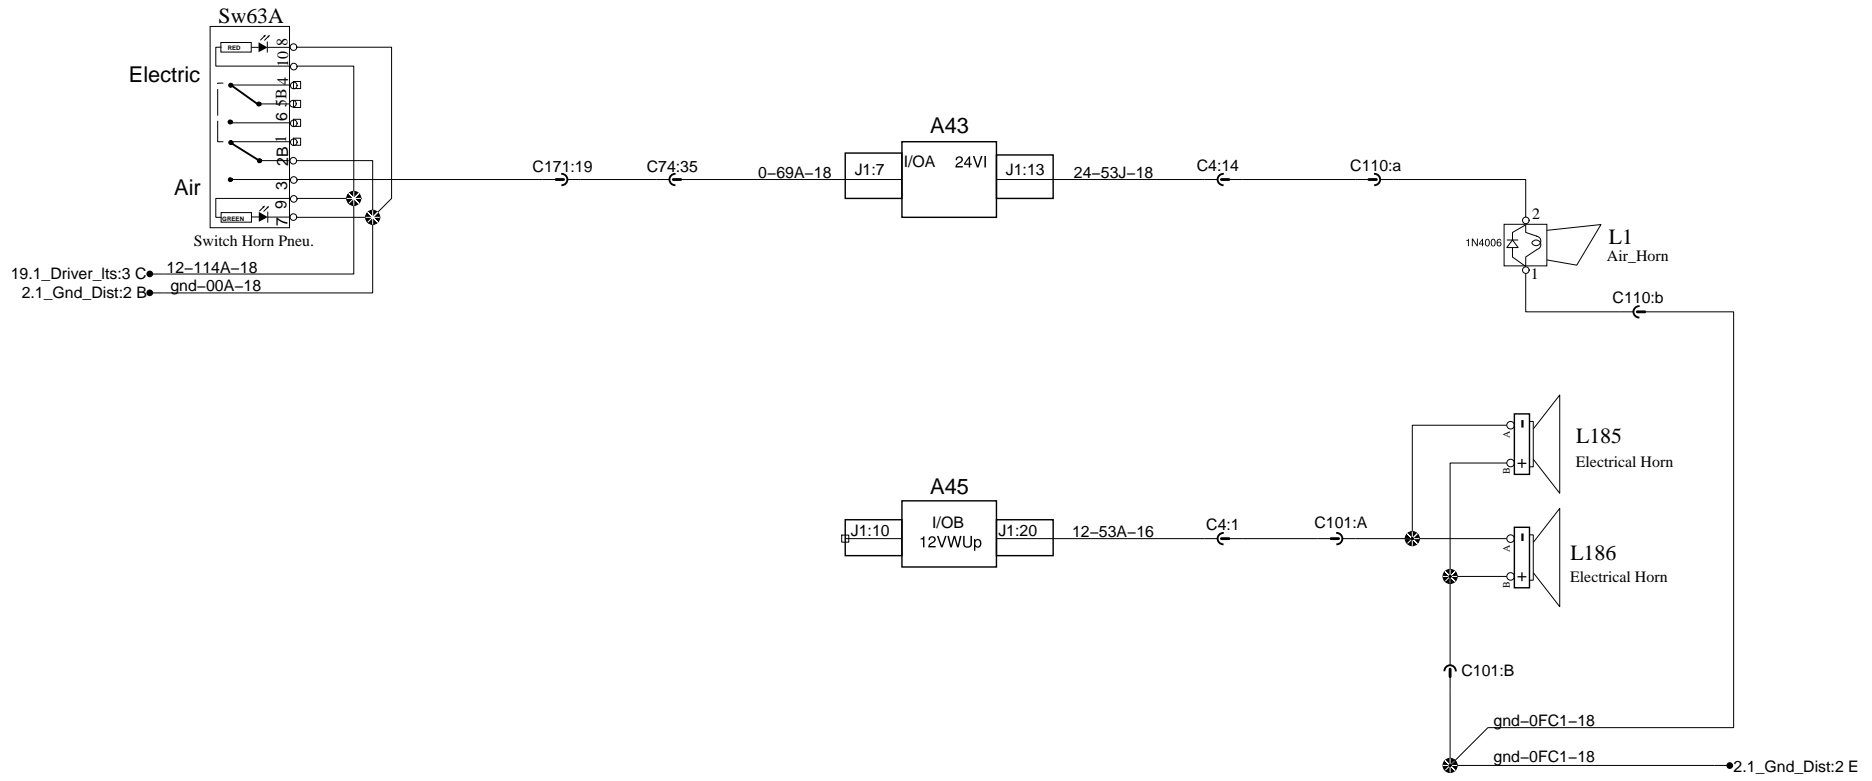 Sw63A
RED
8
10
Electric
4
5B
6
1
2B
Air
3
9
GREEN
7
Switch Horn Pneu.
19.1_Driver_lts:3 C
12-114A-18
2.1_Gnd_Dist:2 B
gnd-00A-18
C171:19
C74:35
0-69A-18
A43
J1:7
I/OA
24VI
J1:13
24-53J-18
C4:14
C110:a
2
1N4006
L1
Air_Horn
1
C110:b
A
L185
Electrical Horn
B
+
A45
J1:10
I/OB
12VWUp
J1:20
12-53A-16
C4:1
C101:A
A
L186
Electrical Horn
B
+
C101:B
gnd-0FC1-18
gnd-0FC1-18
2.1_Gnd_Dist:2 E